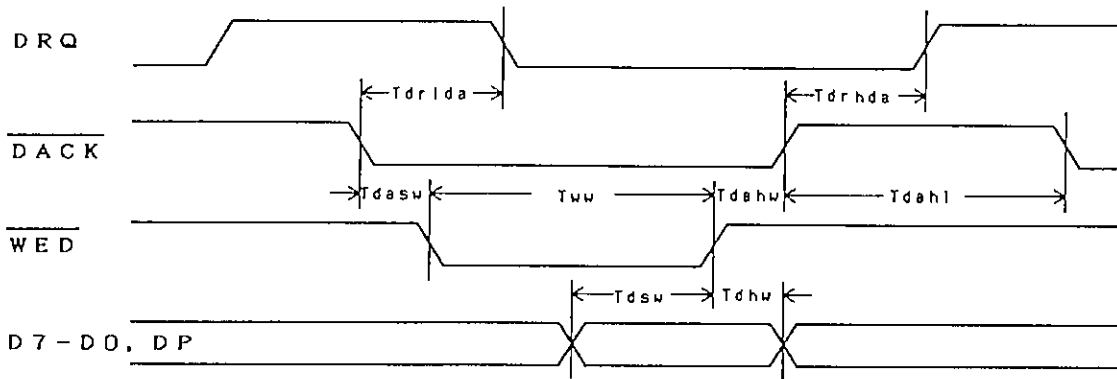 DRQ
Tdrlda
Tdrhda
DACK
Tdasw
Tww
Tdahw
Tdahl
WED
Tdsw
Tdhw
D7-D0, DP